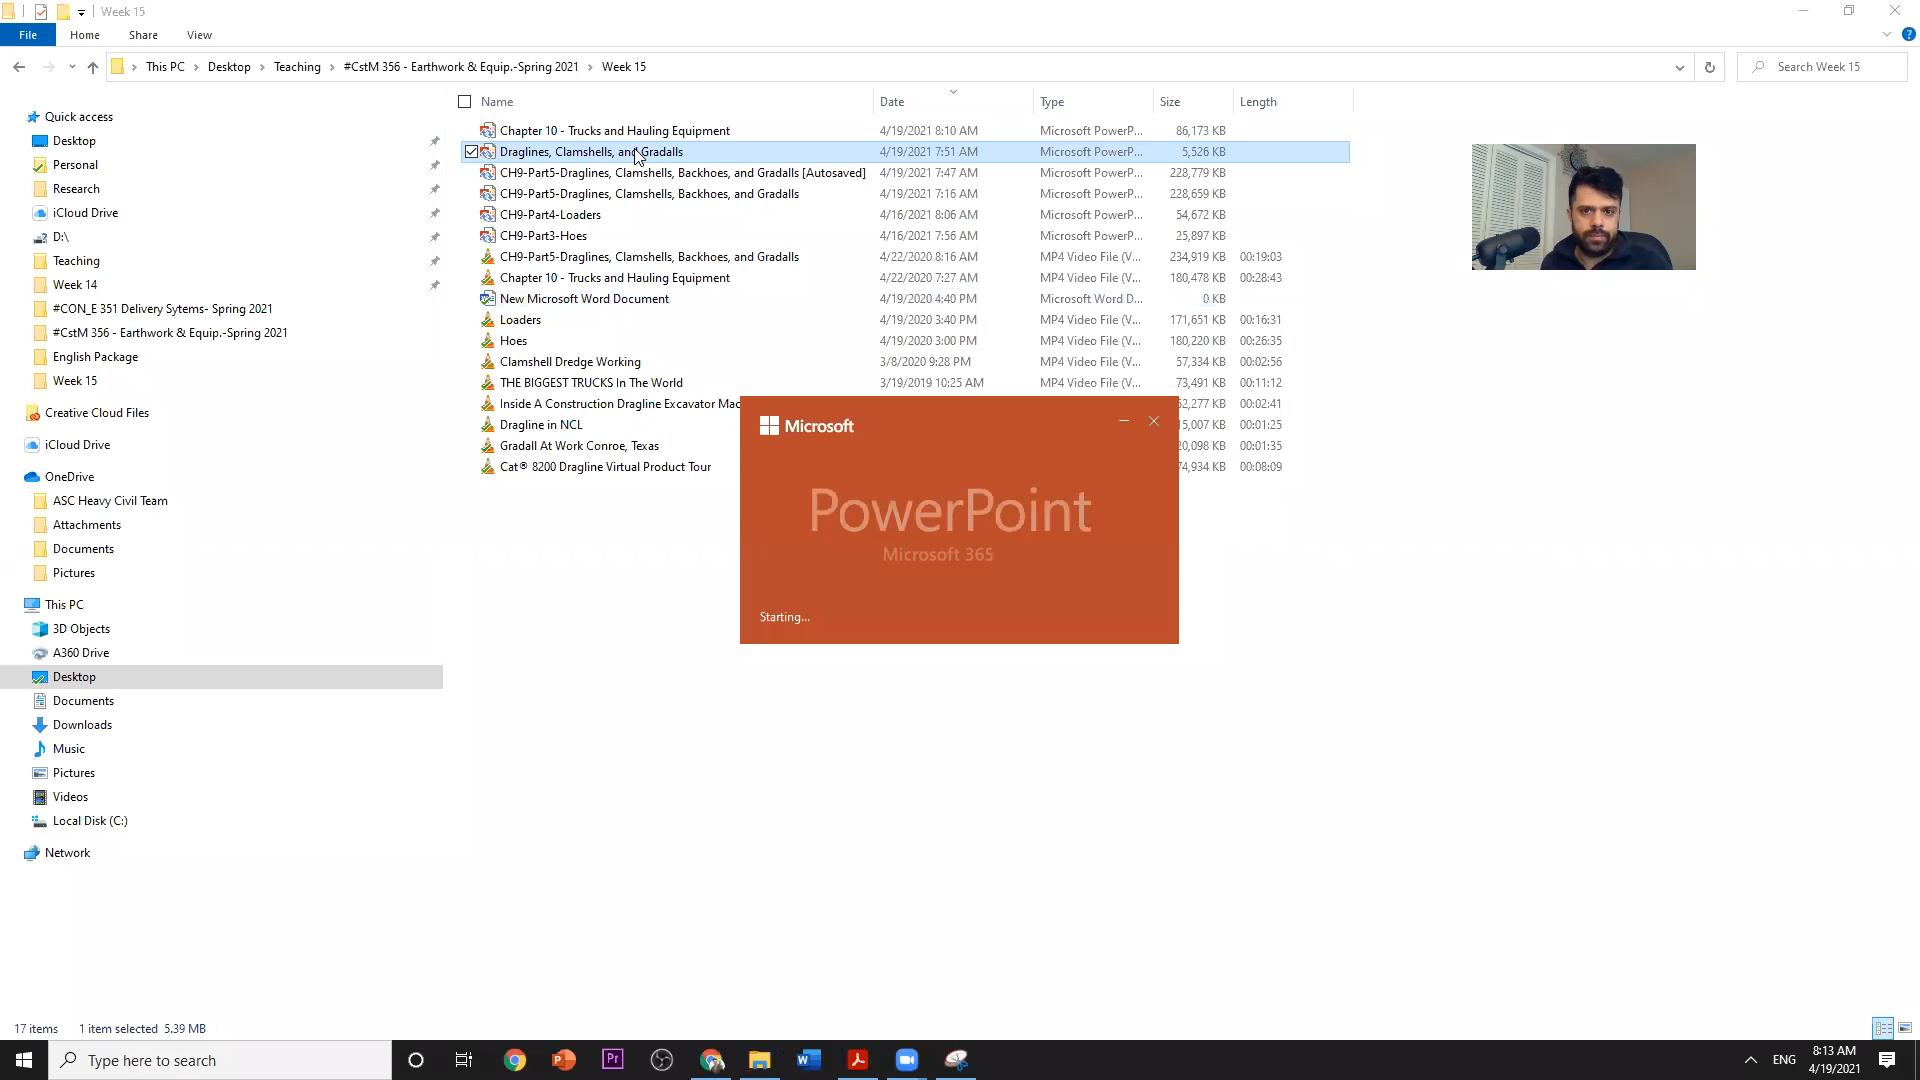 Week 15
File Home Share View
This PC Desktop Teaching #CstM 356 - Earthwork & Equip.-Spring 2021 Week 15
Search Week 15
Name Date Type Size Length
Quick access
Desktop
Personal
Research
iCloud Drive
D:\
Teaching
Week 14
#CON_E 351 Delivery Sytems- Spring 2021
#CstM 356 - Earthwork & Equip.-Spring 2021
English Package
Week 15
Creative Cloud Files
iCloud Drive
OneDrive
ASC Heavy Civil Team
Attachments
Documents
Pictures
This PC
3D Objects
A360 Drive
Desktop
Documents
Downloads
Music
Pictures
Videos
Local Disk (C:)
Network
Chapter 10 - Trucks and Hauling Equipment 4/19/2021 8:10 AM Microsoft PowerP... 86,173 KB
Draglines, Clamshells, and Gradalls 4/19/2021 7:51 AM Microsoft PowerP... 5,526 KB
CH9-Part5-Draglines, Clamshells, Backhoes, and Gradalls [Autosaved] 4/19/2021 7:47 AM Microsoft PowerP... 228,779 KB
CH9-Part5-Draglines, Clamshells, Backhoes, and Gradalls 4/19/2021 7:16 AM Microsoft PowerP... 228,659 KB
CH9-Part4-Loaders 4/16/2021 8:06 AM Microsoft PowerP... 54,672 KB
CH9-Part3-Hoes 4/16/2021 7:56 AM Microsoft PowerP... 25,897 KB
CH9-Part5-Draglines, Clamshells, Backhoes, and Gradalls 4/22/2020 8:16 AM MP4 Video File (V... 234,919 KB 00:19:03
Chapter 10 - Trucks and Hauling Equipment 4/22/2020 7:27 AM MP4 Video File (V... 180,478 KB 00:28:43
New Microsoft Word Document 4/19/2020 4:40 PM Microsoft Word D... 0 KB
Loaders 4/19/2020 3:40 PM MP4 Video File (V... 171,651 KB 00:16:31
Hoes 4/19/2020 3:00 PM MP4 Video File (V... 180,220 KB 00:26:35
Clamshell Dredge Working 3/8/2020 9:28 PM MP4 Video File (V... 57,334 KB 00:02:56
THE BIGGEST TRUCKS In The World 3/19/2019 10:25 AM MP4 Video File (V... 73,491 KB 00:11:12
Inside A Construction Dragline Excavator Mac 2,277 KB 00:02:41
Dragline in NCL 5,007 KB 00:01:25
Gradall At Work Conroe, Texas 0,098 KB 00:01:35
Cat® 8200 Dragline Virtual Product Tour 74,934 KB 00:08:09
Microsoft
PowerPoint
Microsoft 365
Starting...
17 items 1 item selected 5.39 MB
Type here to search
ENG
8:13 AM
4/19/2021